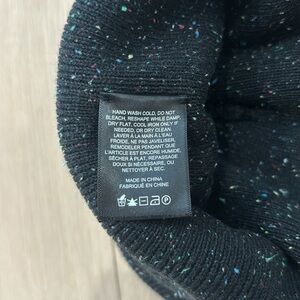 HAND WASH COLD, DO NOT
BLEACH, RESHAPE WHILE DAMP,
DRY FLAT, COOL IRON ONLY IF
NEEDED, OR DRY CLEAN.
LAVER À LA MAIN À L'EAU
FROIDE, NE PAS JAVELISER,
REMODELER PENDANT QUE
L'ARTICLE EST ENCORE HUMIDE,
SÉCHER À PLAT, REPASSAGE
DOUX SI NÉCESSAIRE, OU
NETTOYER À SEC.
MADE IN CHINA
FABRIQUÉ EN CHINE